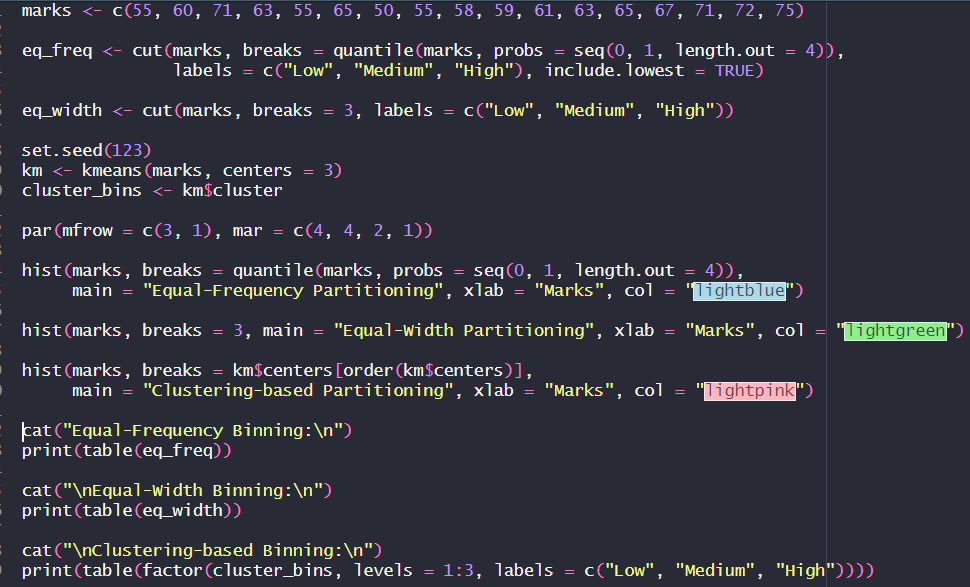 marks <- c(55, 60, 71, 63, 55, 65, 50, 55, 58, 59, 61, 63, 65, 67, 71, 72, 75)
eq_freq <- cut(marks, breaks = quantile(marks, probs = seq(0, 1, length.out = 4)),
labels = c("Low", "Medium", "High"), include.lowest = TRUE)
eq_width <- cut(marks, breaks = 3, labels = c("Low", "Medium", "High"))
set.seed(123)
km <- kmeans(marks, centers = 3)
cluster_bins <- km$cluster
par(mfrow = c(3, 1), mar = c(4, 4, 2, 1))
hist(marks, breaks = quantile(marks, probs = seq(0, 1, length.out = 4)),
main = "Equal-Frequency Partitioning", xlab = "Marks", col = "lightblue")
hist(marks, breaks = 3, main = "Equal-Width Partitioning", xlab = "Marks", col = "lightgreen")
hist(marks, breaks = km$centers[order(km$centers)],
main = "Clustering-based Partitioning", xlab = "Marks", col = "lightpink")
cat("Equal-Frequency Binning:\n")
print(table(eq_freq))
cat("\nEqual-Width Binning:\n")
print(table(eq_width))
cat("\nClustering-based Binning:\n")
print(table(factor(cluster_bins, levels = 1:3, labels = c("Low", "Medium", "High"))))